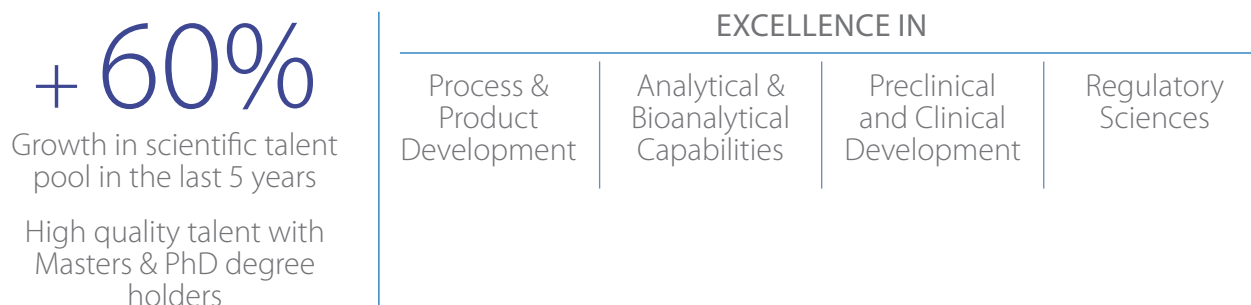 + 60%
Growth in scientific talent
pool in the last 5 years
High quality talent with
Masters & PhD degree
holders
EXCELLENCE IN
Process &
Product
Development
Analytical &
Bioanalytical
Capabilities
Preclinical
and Clinical
Development
Regulatory
Sciences